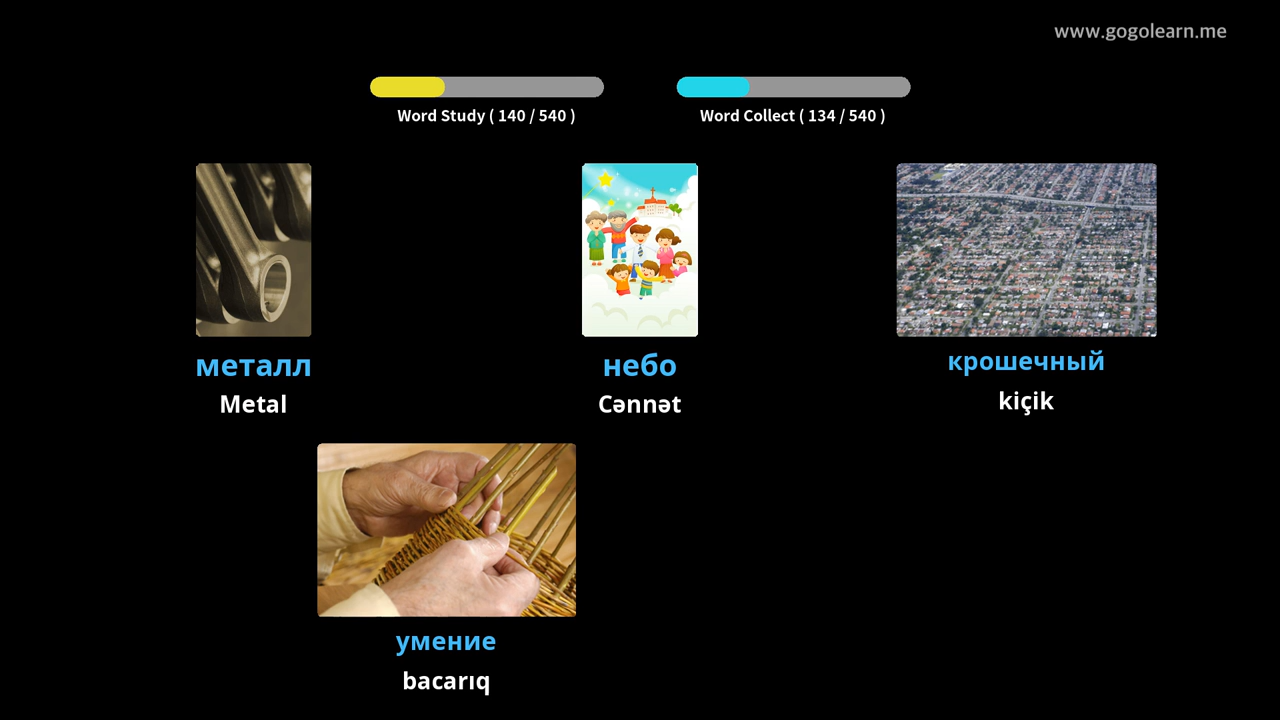 www.gogolearn.me
Word Study ( 140 / 540 )
Word Collect ( 134 / 540 )
металл
Metal
небо
Cənnət
крошечный
kiçik
умение
bacarıq